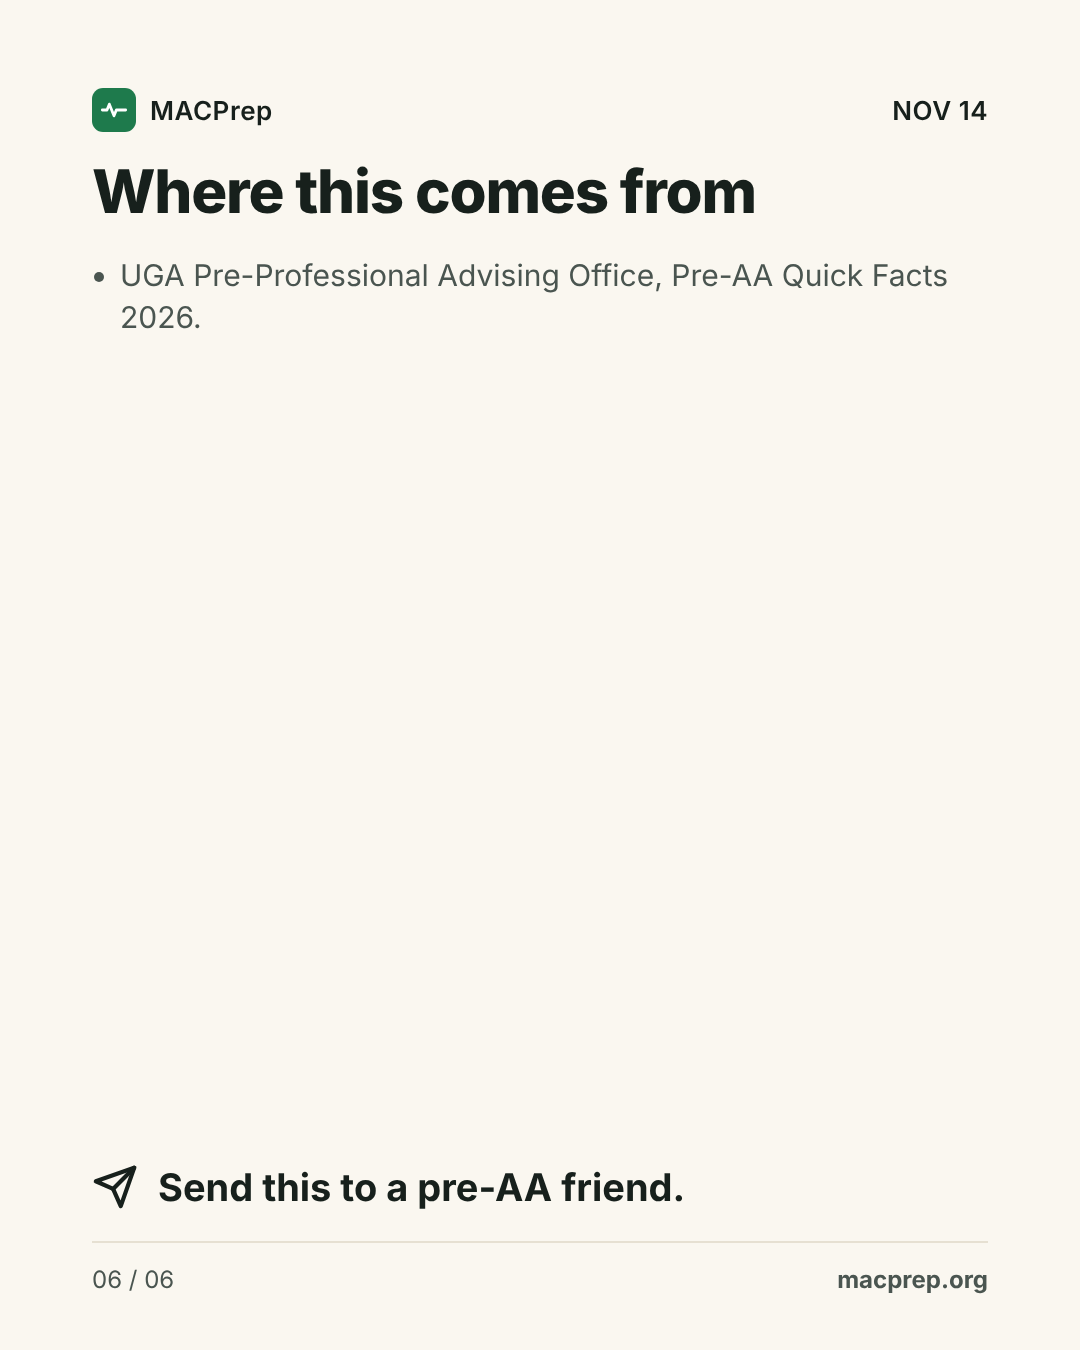 MACPrep
NOV 14
Where this comes from
• UGA Pre-Professional Advising Office, Pre-AA Quick Facts
2026.
Send this to a pre-AA friend.
06 / 06
macprep.org